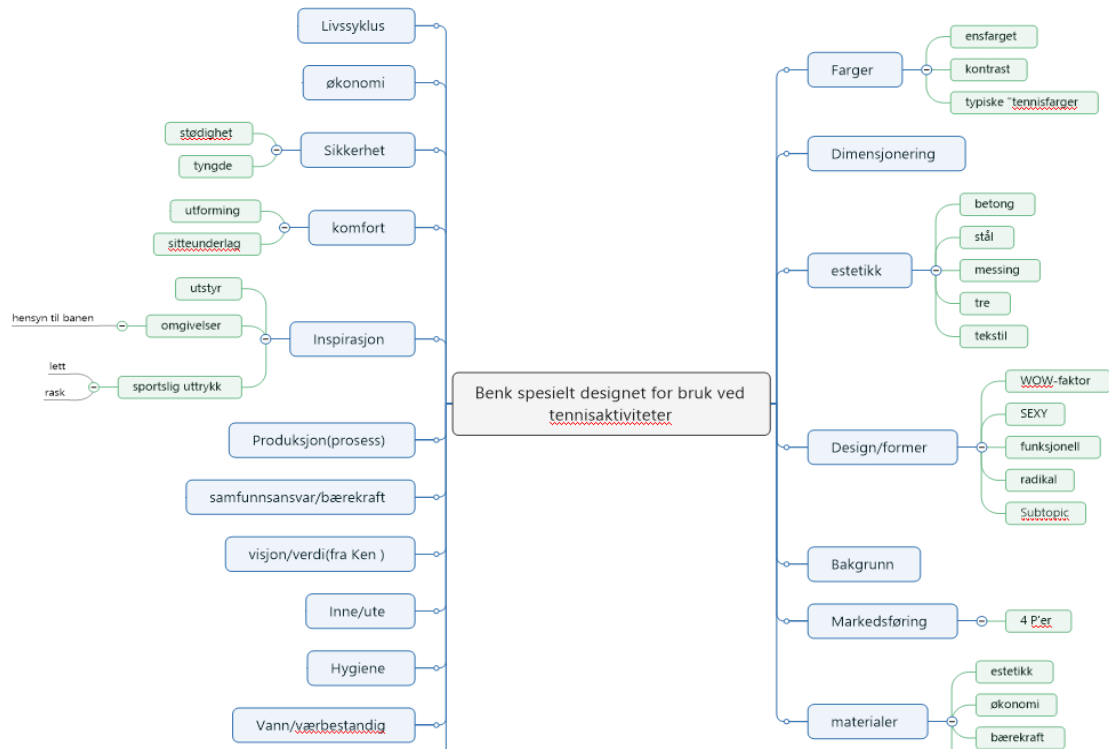 Livssyklus
økonomi
stødighet
Sikkerhet
tyngde
utforming
komfort
sitteunderlag
utstyr
hensyn til banen
omgivelser
Inspirasjon
lett
sportslig uttrykk
rask
Produksjon(prosess)
samfunnsansvar/bærekraft
visjon/verdi(fra Ken )
Inne/ute
Hygiene
Vann/værbestandig
Benk spesielt designet for bruk ved
tennisaktiviteter
ensfarget
Farger
kontrast
typiske "tennisfarger
Dimensjonering
betong
stål
estetikk
messing
tre
tekstil
WOW-faktor
SEXY
Design/former
funksjonell
radikal
Subtopic
Bakgrunn
Markedsføring
4 P'er
estetikk
materialer
økonomi
bærekraft